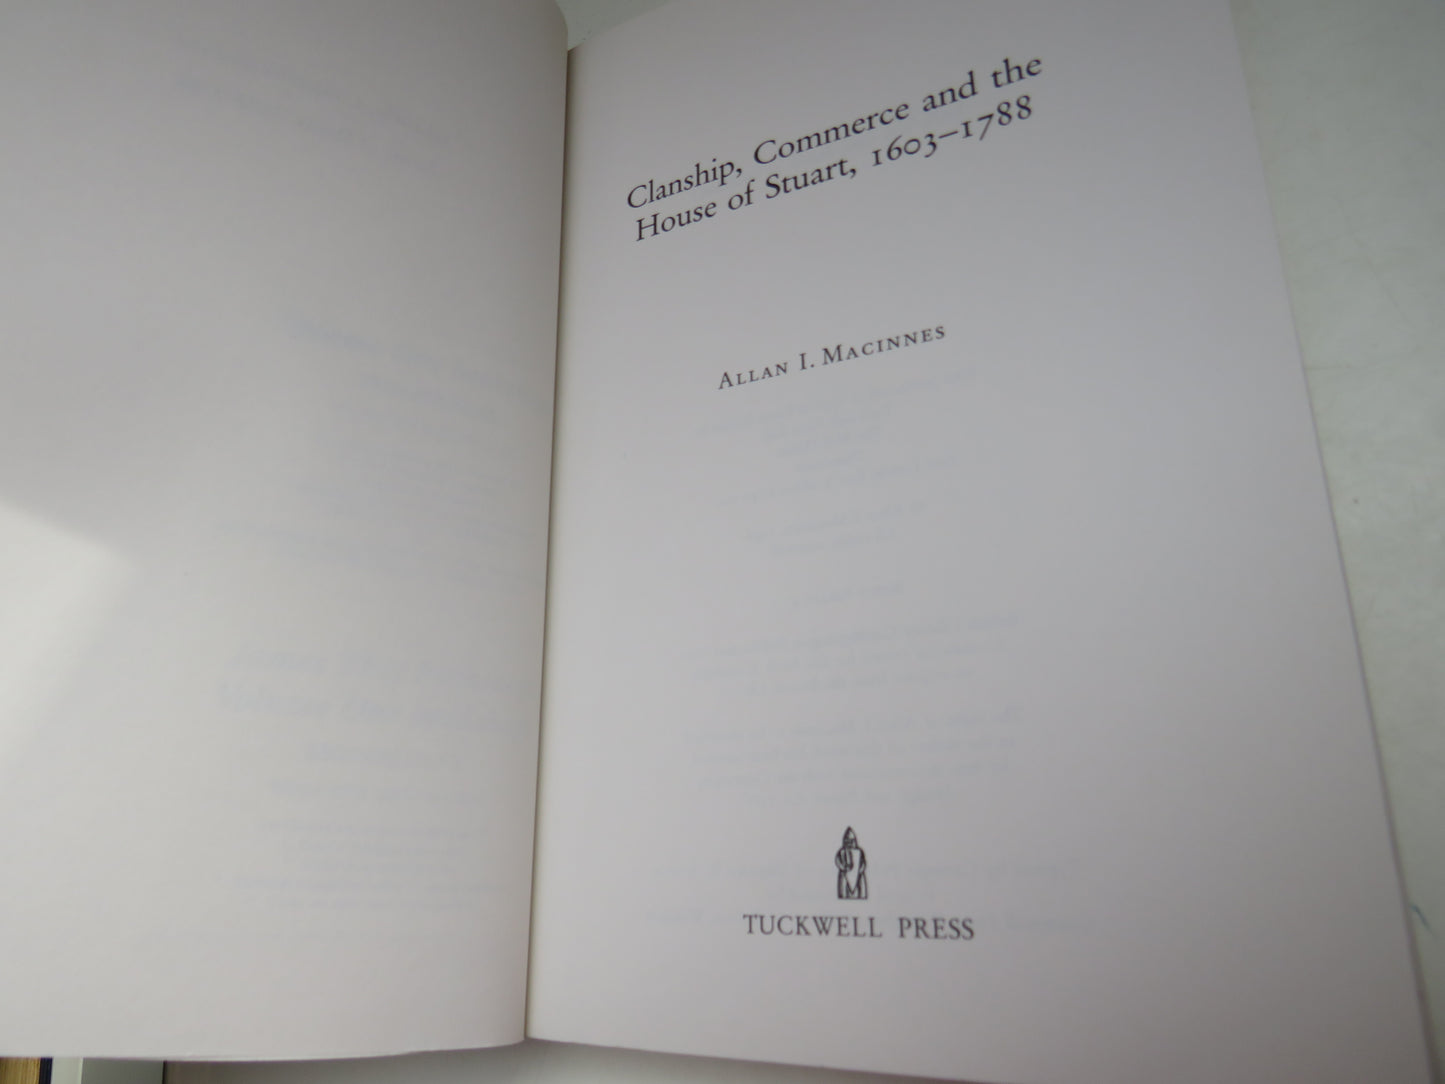 Clanship, Commerce and the
House of Stuart, 1603–1788
ALLAN I. MACINNES
TUCKWELL PRESS